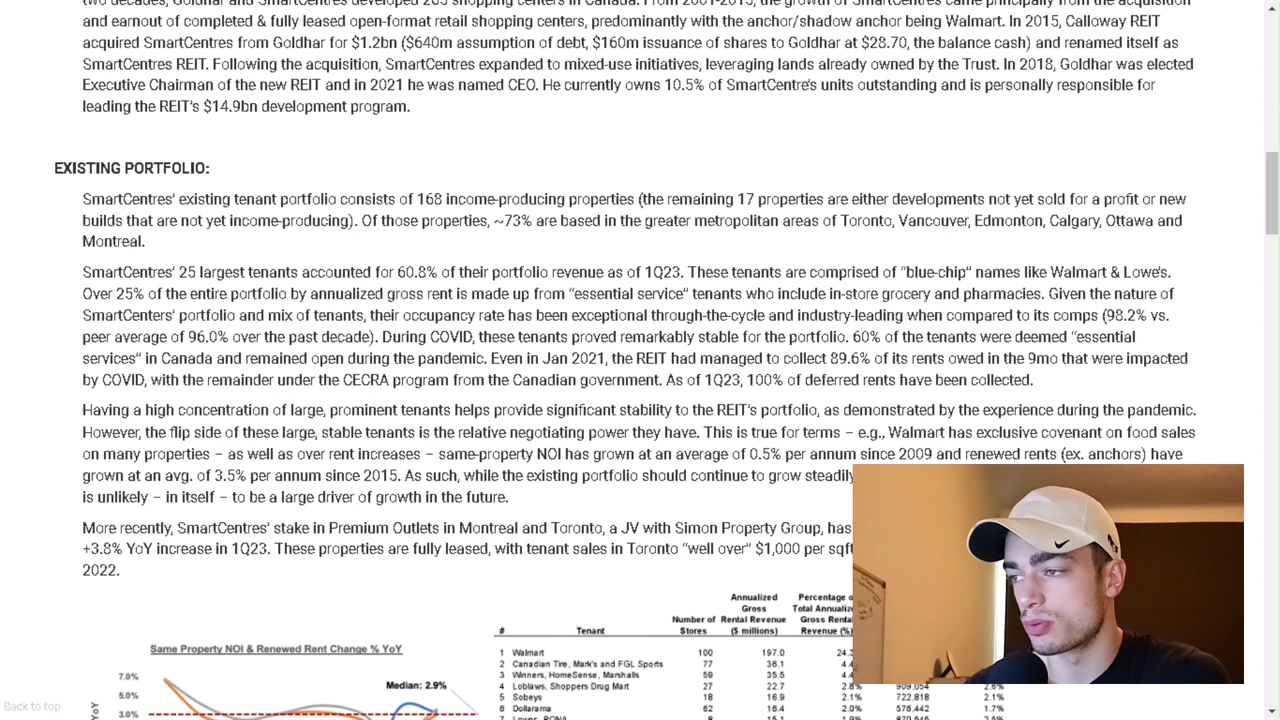 and earnout of completed & fully leased open-format retail shopping centers, predominantly with the anchor/shadow anchor being Walmart. In 2015, Calloway REIT
acquired SmartCentres from Goldhar for $1.2bn ($640m assumption of debt, $160m issuance of shares to Goldhar at $28.70, the balance cash) and renamed itself as
SmartCentres REIT. Following the acquisition, SmartCentres expanded to mixed-use initiatives, leveraging lands already owned by the Trust. In 2018, Goldhar was elected
Executive Chairman of the new REIT and in 2021 he was named CEO. He currently owns 10.5% of SmartCentre's units outstanding and is personally responsible for
leading the REIT's $14.9bn development program.
EXISTING PORTFOLIO:
SmartCentres' existing tenant portfolio consists of 168 income-producing properties (the remaining 17 properties are either developments not yet sold for a profit or new
builds that are not yet income-producing). Of those properties, ~73% are based in the greater metropolitan areas of Toronto, Vancouver, Edmonton, Calgary, Ottawa and
Montreal.
SmartCentres' 25 largest tenants accounted for 60.8% of their portfolio revenue as of 1Q23. These tenants are comprised of "blue-chip" names like Walmart & Lowe's.
Over 25% of the entire portfolio by annualized gross rent is made up from "essential service" tenants who include in-store grocery and pharmacies. Given the nature of
SmartCenters' portfolio and mix of tenants, their occupancy rate has been exceptional through-the-cycle and industry-leading when compared to its comps (98.2% vs.
peer average of 96.0% over the past decade). During COVID, these tenants proved remarkably stable for the portfolio. 60% of the tenants were deemed "essential
services" in Canada and remained open during the pandemic. Even in Jan 2021, the REIT had managed to collect 89.6% of its rents owed in the 9mo that were impacted
by COVID, with the remainder under the CECRA program from the Canadian government. As of 1Q23, 100% of deferred rents have been collected.
Having a high concentration of large, prominent tenants helps provide significant stability to the REIT's portfolio, as demonstrated by the experience during the pandemic.
However, the flip side of these large, stable tenants is the relative negotiating power they have. This is true for terms – e.g., Walmart has exclusive covenant on food sales
on many properties – as well as over rent increases – same-property NOI has grown at an average of 0.5% per annum since 2009 and renewed rents (ex. anchors) have
grown at an avg. of 3.5% per annum since 2015. As such, while the existing portfolio should continue to grow steadily
is unlikely – in itself – to be a large driver of growth in the future.
More recently, SmartCentres' stake in Premium Outlets in Montreal and Toronto, a JV with Simon Property Group, has
+3.8% YoY increase in 1Q23. These properties are fully leased, with tenant sales in Toronto "well over" $1,000 per sqft
2022.
# Tenant Number of Stores Annualized Gross Rental Revenue ($ millions) Percentage Total Gross Revenue (%)
Same Property NOI & Renewed Rent Change % YoY
1 Walmart 100 197.0
2 Canadian Tire, Mark's and FGL Sports 77 36.1
3 Winners, HomeSense, Marshalls 59 35.5
4 Loblaws, Shoppers Drug Mart 27 22.7 2.8%
5 Sobeys 18 16.9 2.1% 722,818 2.1%
6 Dollarama 62 16.4 2.0% 576,442 1.7%
7.0%
Median: 2.9%
5.0%
3.0%
YoY
Back to top